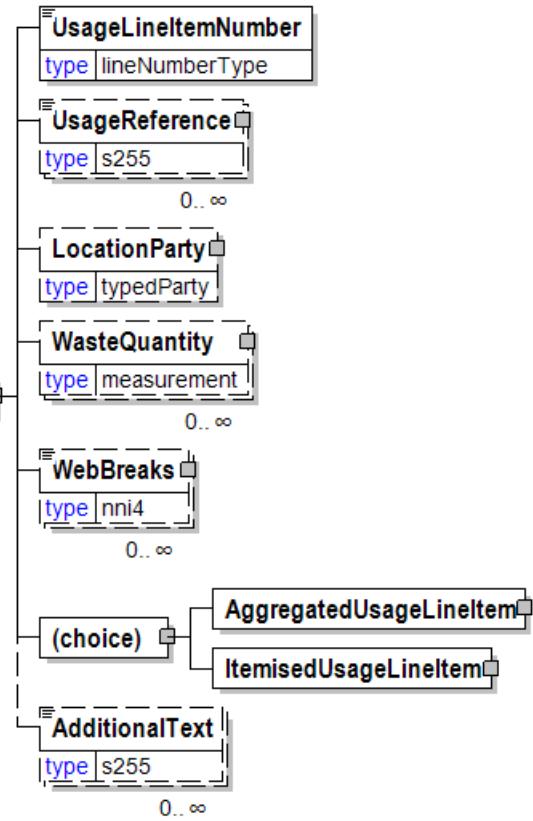 UsageLineItemNumber
type lineNumberType
UsageReference
type s255
0.. ∞
LocationParty
type typedParty
WasteQuantity
type measurement
0.. ∞
WebBreaks
type nni4
0.. ∞
AggregatedUsageLineItem
(choice)
ItemisedUsageLineItem
AdditionalText
type s255
0.. ∞